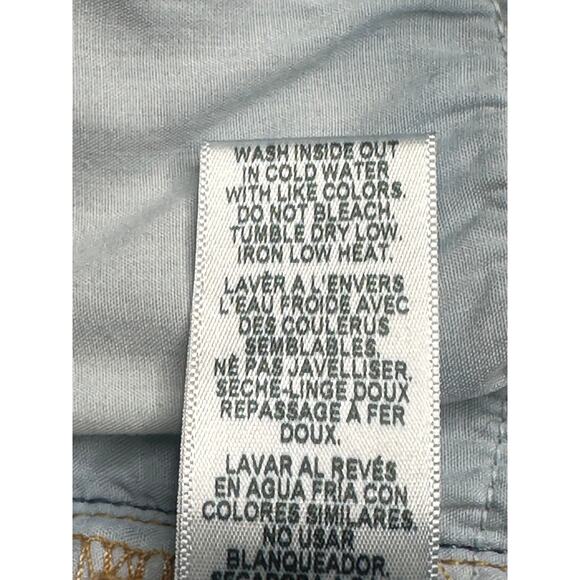 WASH INSIDE OUT
IN COLD WATER
WITH LIKE COLORS.
DO NOT BLEACH.
TUMBLE DRY LOW.
IRON LOW HEAT.
LAVER A L'ENVERS
L'EAU FROIDE AVEC
DES COULERUS
SEMBLABLES.
NE PAS JAVELLISER.
SECHE-LINGE DOUX
REPASSAGE À FER
DOUX.
LAVAR AL REVÉS
EN AGUA FRIA CON
COLORES SIMILARES.
NO USAR
BLANQUEADOR.